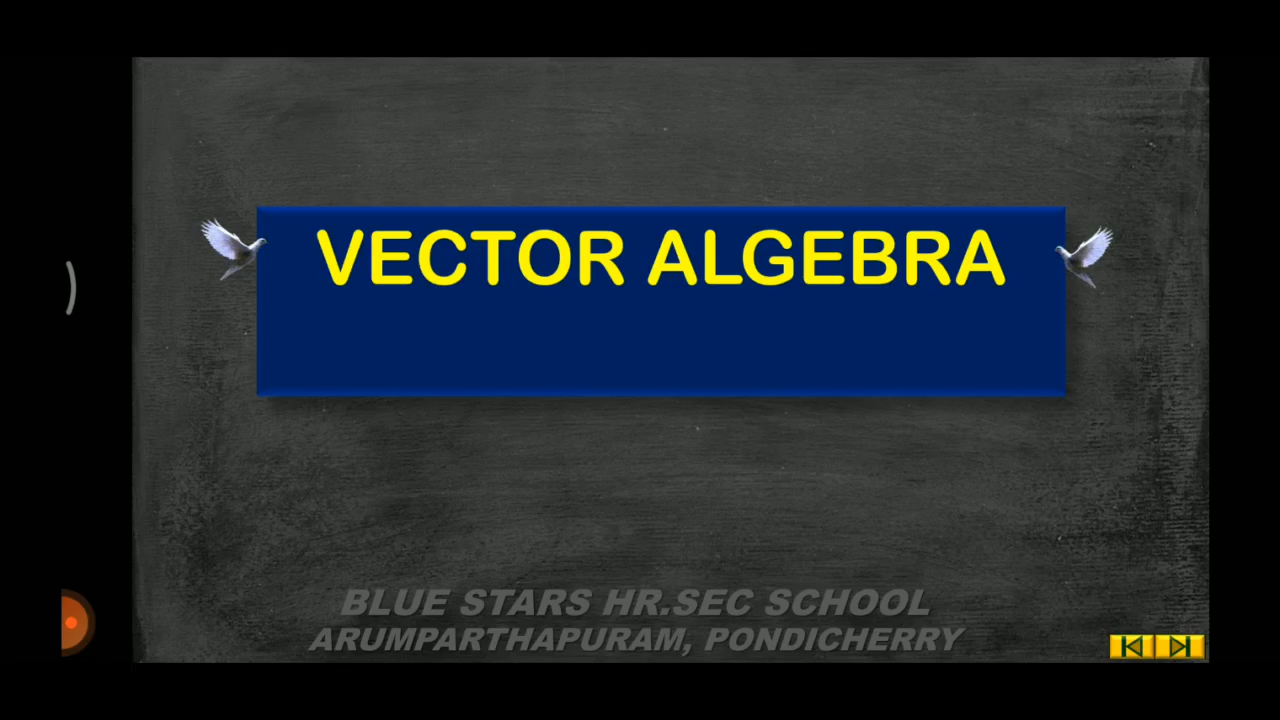 VECTOR ALGEBRA
BLUE STARS HR.SEC SCHOOL
ARUMPARTHAPURAM, PONDICHERRY